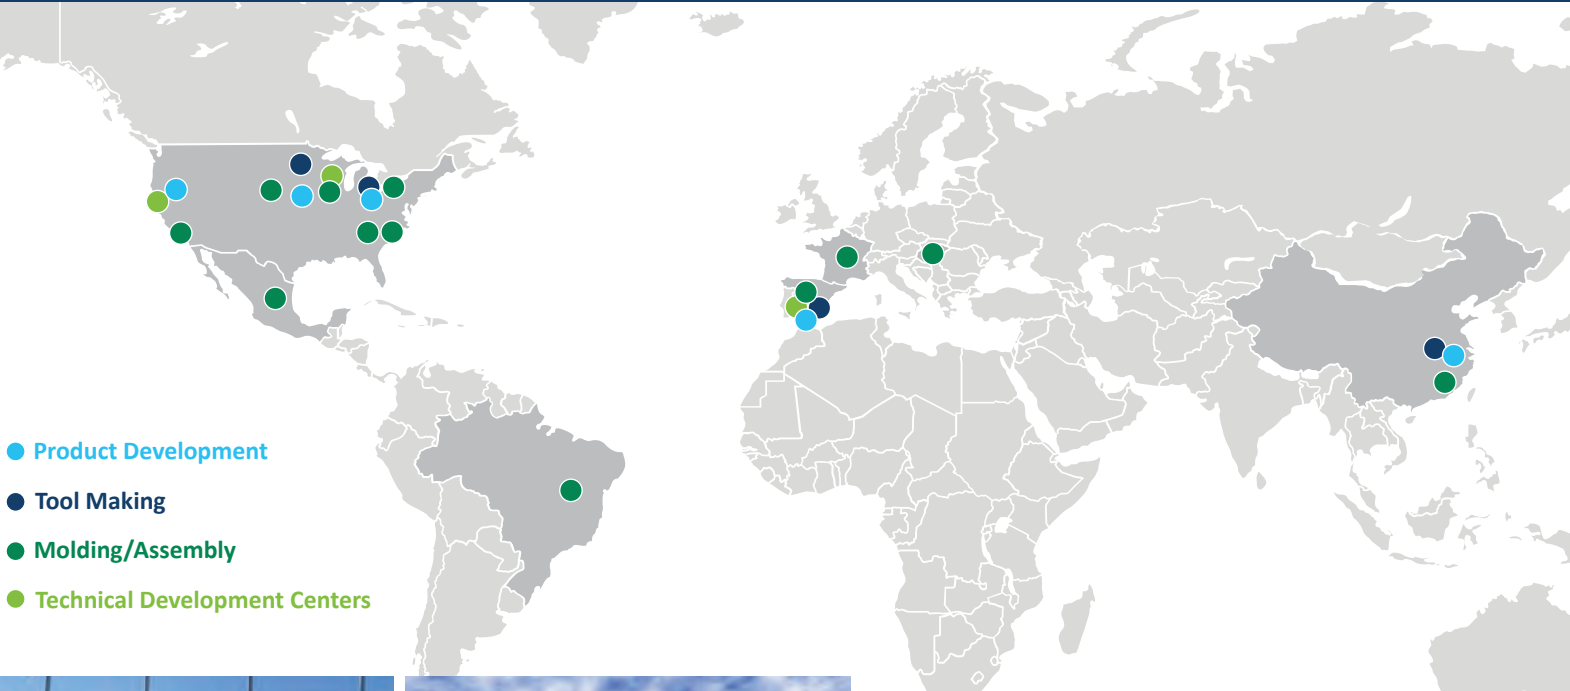 Product Development
Tool Making
Molding/Assembly
Technical Development Centers